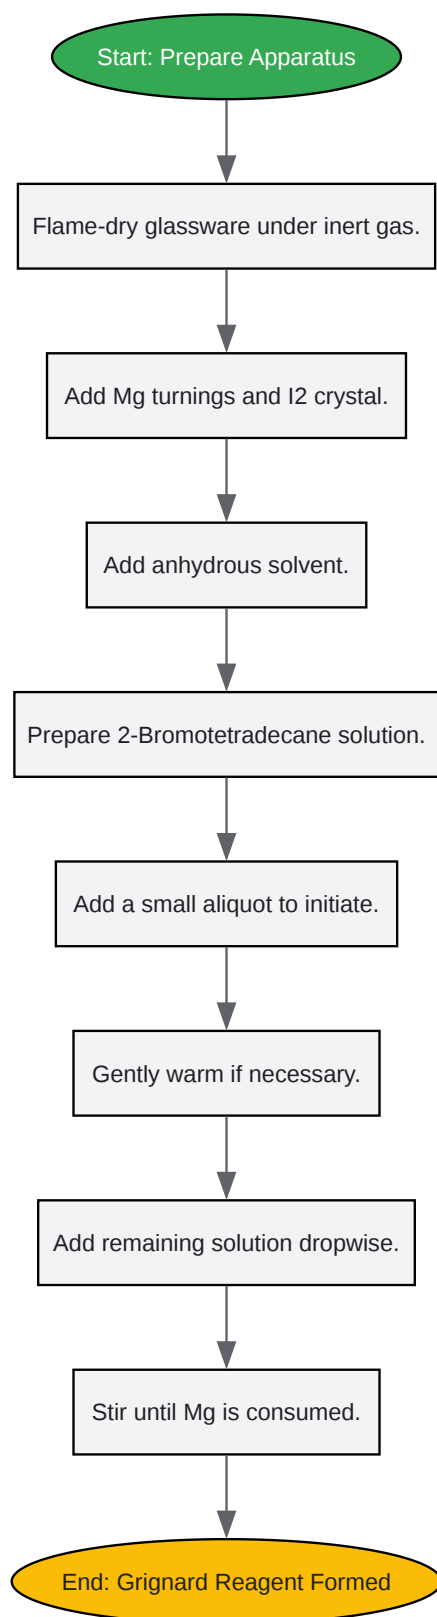 Start: Prepare Apparatus
Flame-dry glassware under inert gas.
Add Mg turnings and I2 crystal.
Add anhydrous solvent.
Prepare 2-Bromotetradecane solution.
Add a small aliquot to initiate.
Gently warm if necessary.
Add remaining solution dropwise.
Stir until Mg is consumed.
End: Grignard Reagent Formed